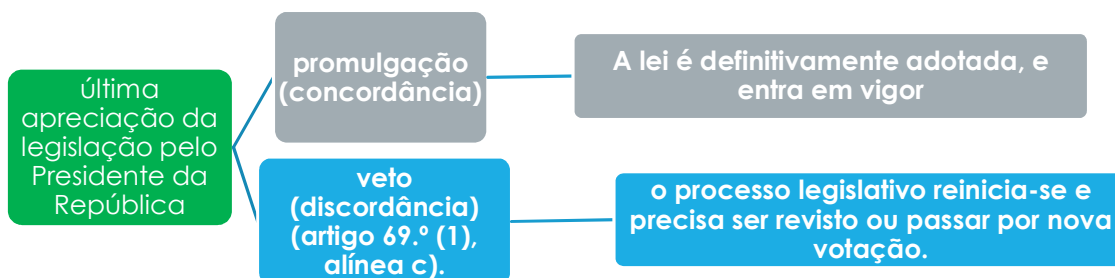 última
apreciação da
legislação pelo
Presidente da
República
promulgação
(concordância)
A lei é definitivamente adotada, e
entra em vigor
veto
(discordância)
(artigo 69.º (1),
alínea c).
o processo legislativo reinicia-se e
precisa ser revisto ou passar por nova
votação.